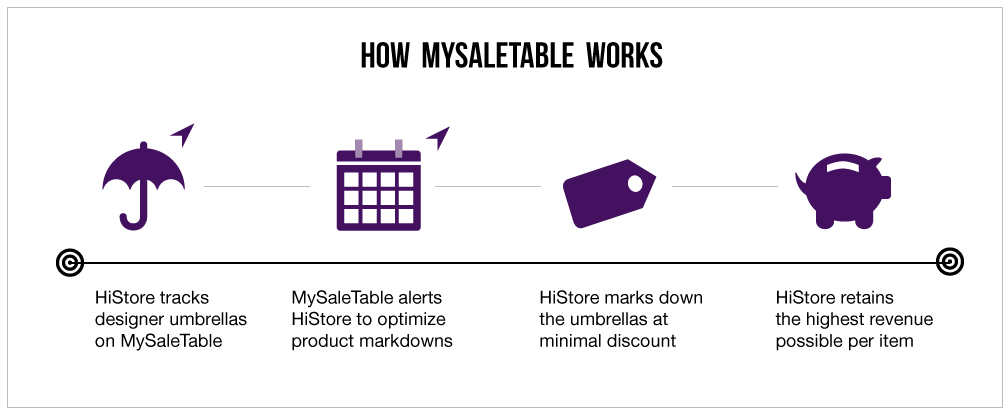 HOW MYSALETABLE WORKS
HiStore tracks
designer umbrellas
on MySaleTable
MySaleTable alerts
HiStore to optimize
product markdowns
HiStore marks down
the umbrellas at
minimal discount
HiStore retains
the highest revenue
possible per item